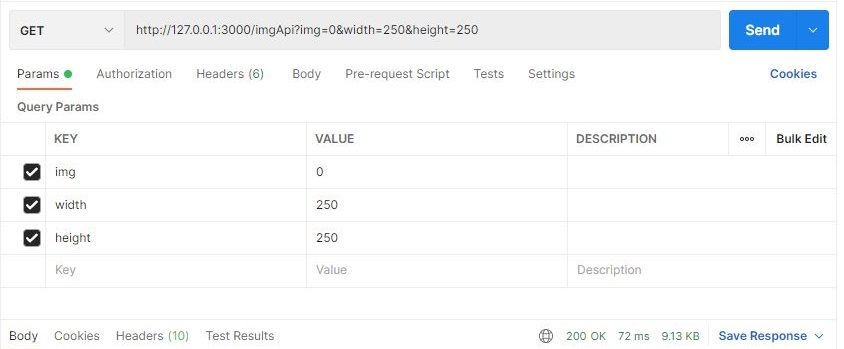 GET http://127.0.0.1:3000/imgApi?img=0&width=250&height=250 Send
Params Authorization Headers (6) Body Pre-request Script Tests Settings Cookies
Query Params
KEY VALUE DESCRIPTION ooo Bulk Edit
img 0
width 250
height 250
Key Value Description
Body Cookies Headers (10) Test Results 200 OK 72 ms 9.13 KB Save Response